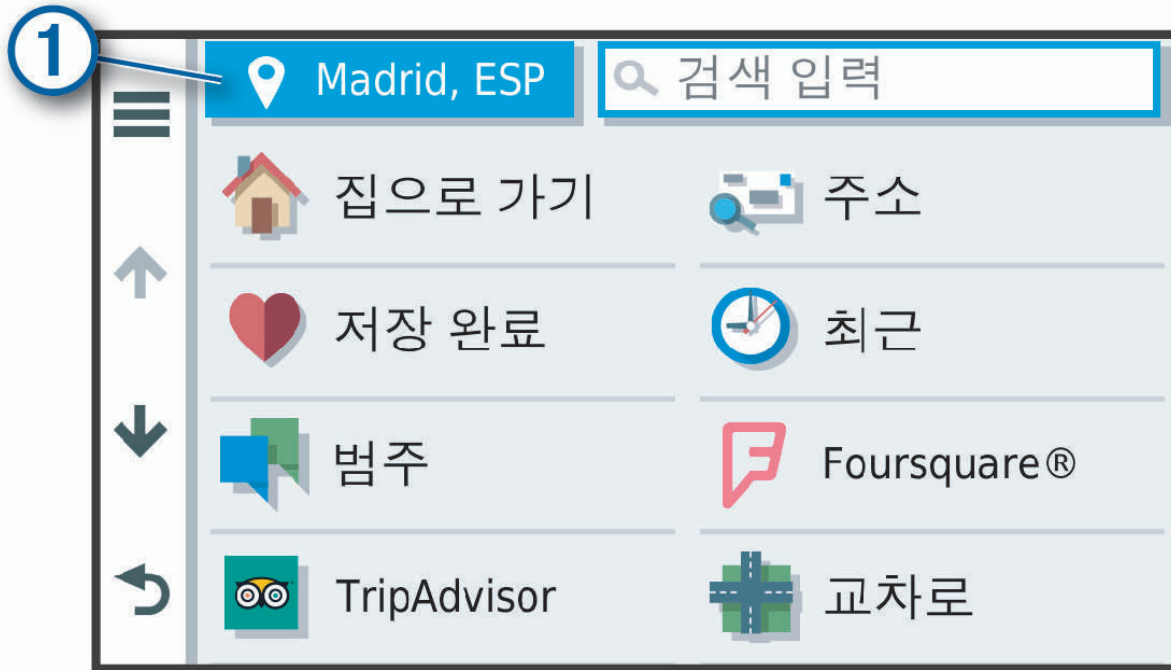 1
Madrid, ESP
검색 입력
집으로 가기
주소
저장 완료
최근
범주
Foursquare®
TripAdvisor
교차로